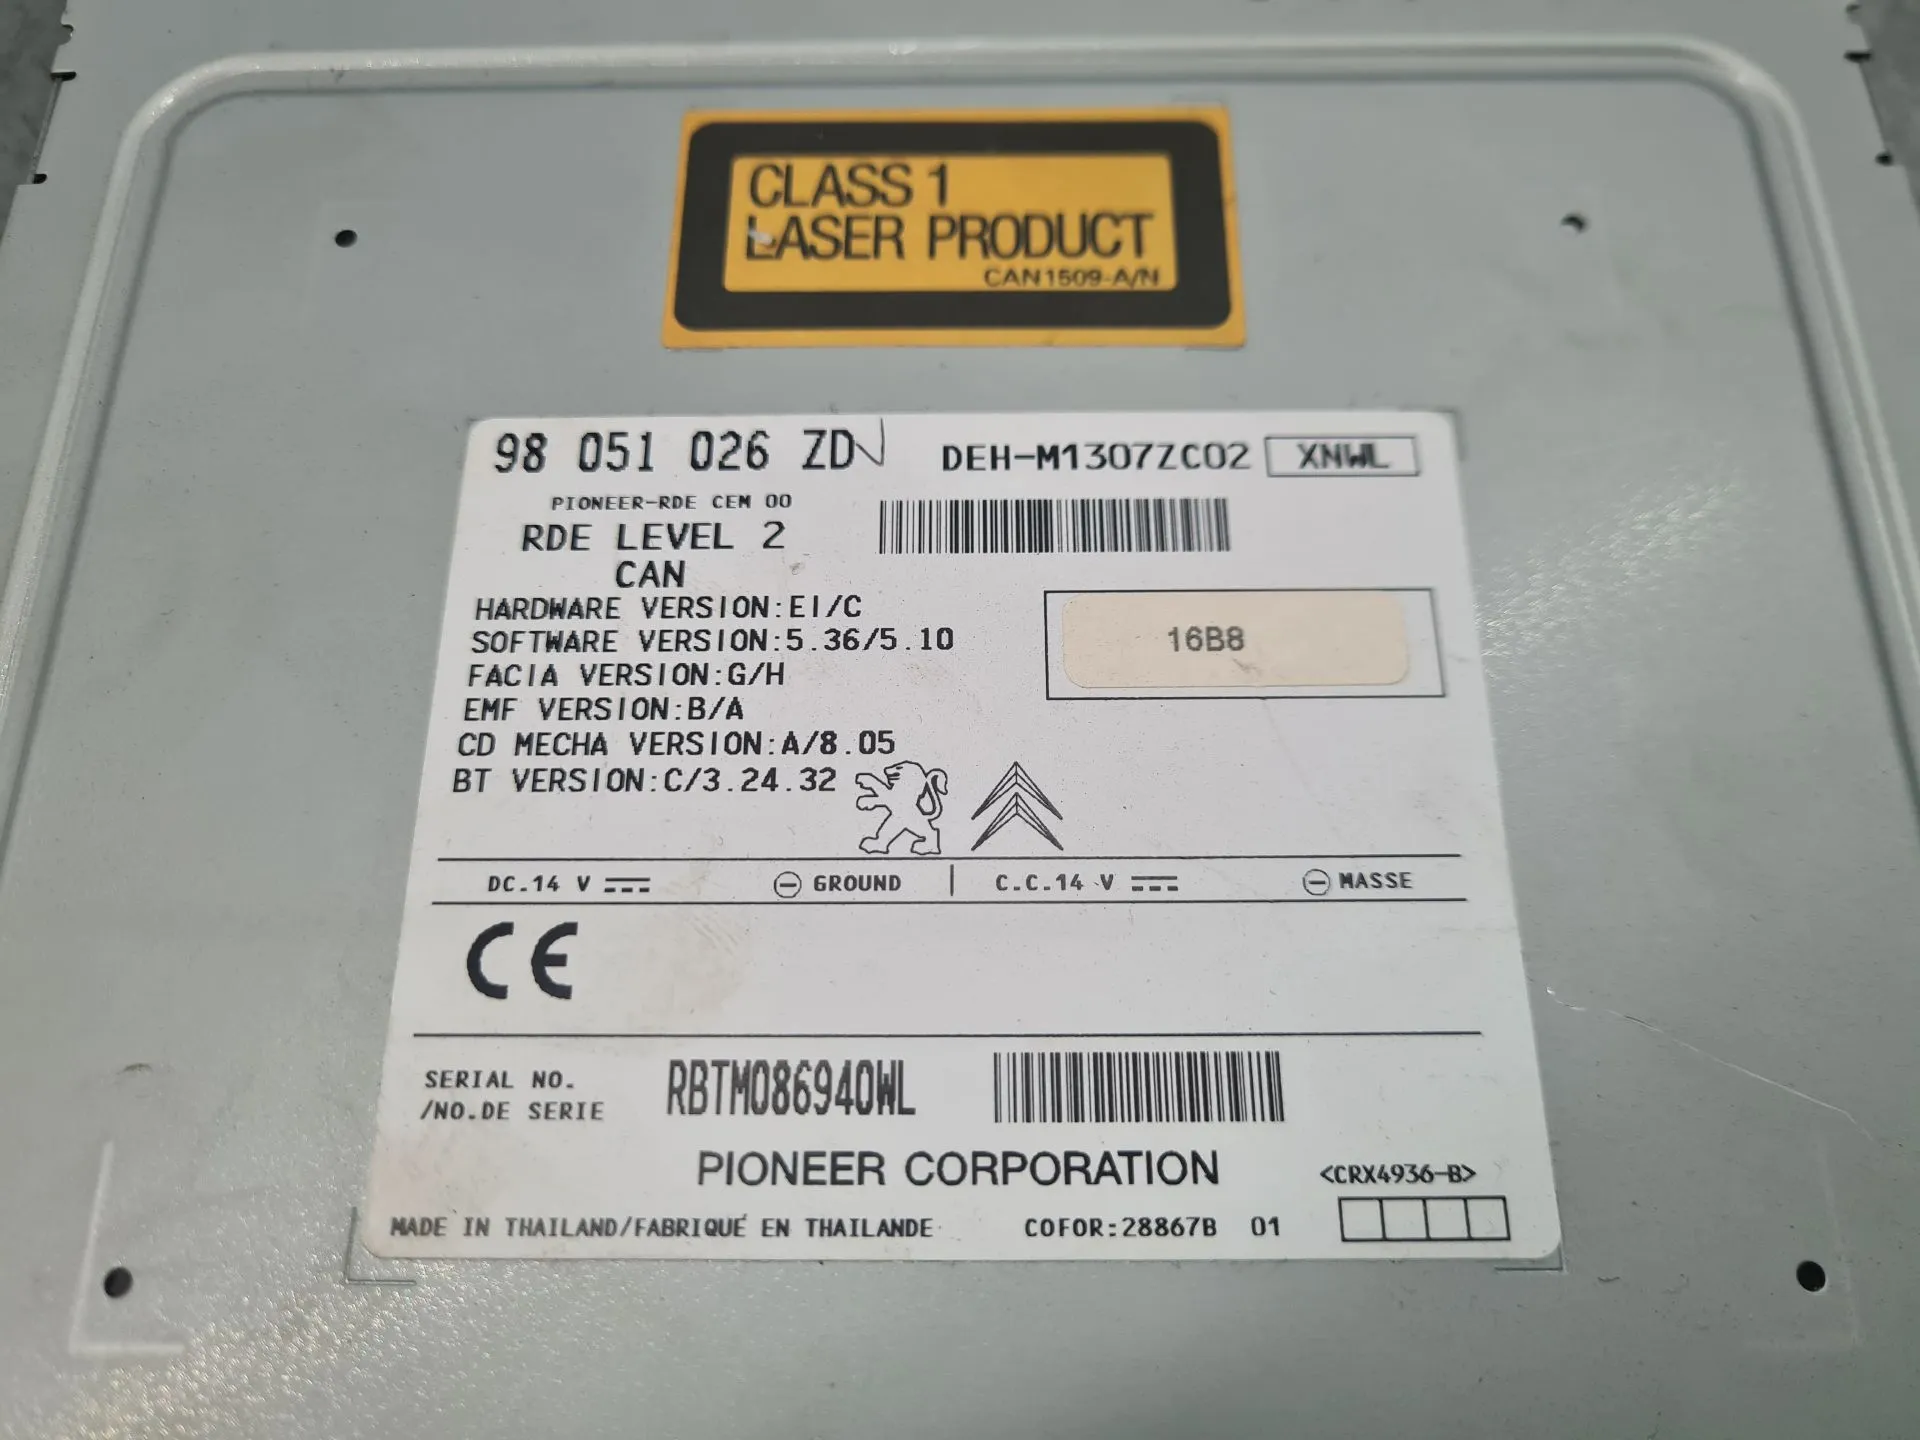 CLASS 1
LASER PRODUCT
CAN1509-A/N
98 051 026 ZD DEH-M1307ZC02 XNWL
PIONEER-RDE CEM 00
RDE LEVEL 2
CAN
HARDWARE VERSION:EI/C
16B8
SOFTWARE VERSION:5.36/5.10
FACIA VERSION:G/H
EMF VERSION:B/A
CD MECHA VERSION:A/8.05
BT VERSION:C/3.24.32
DC.14 V GROUND | C.C.14 V MASSE
CE
SERIAL NO. RBTM086940WL
/NO.DE SERIE
PIONEER CORPORATION <CRX4936-B>
MADE IN THAILAND/FABRIQUÉ EN THAILANDE COFOR:28867B 01